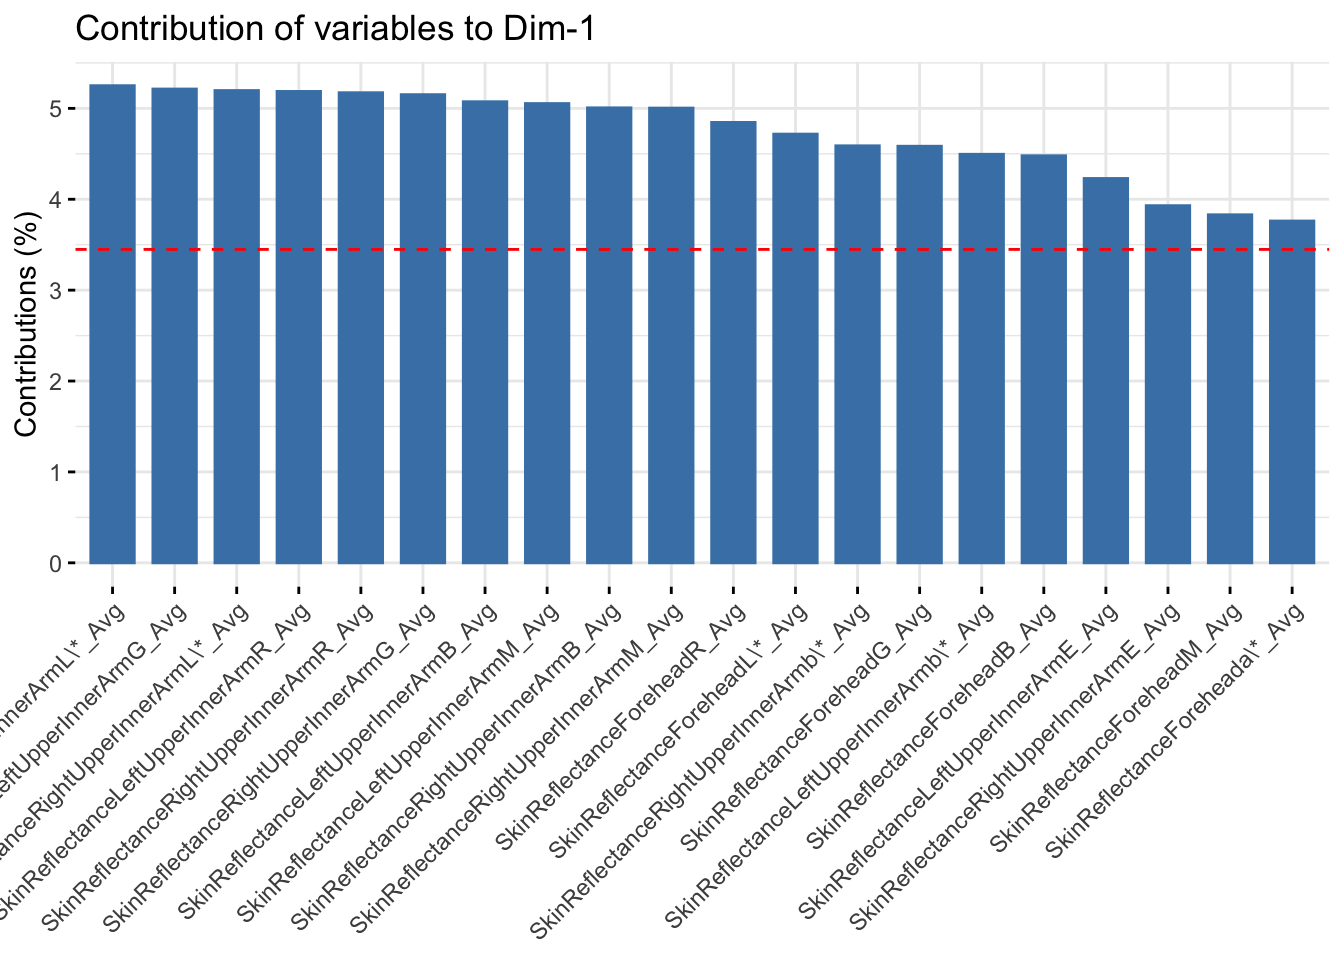 Contribution of variables to Dim-1
Contributions (%)
5
4
3
2
1
0
nnerArmL\*_Avg
eftUpperInnerArmG_Avg
anceRightUpperInnerArmL\*_Avg
SkinReflectanceLeftUpperInnerArmR_Avg
SkinReflectanceRightUpperInnerArmR_Avg
SkinReflectanceRightUpperInnerArmG_Avg
SkinReflectanceLeftUpperInnerArmB_Avg
SkinReflectanceLeftUpperInnerArmM_Avg
SkinReflectanceRightUpperInnerArmB_Avg
SkinReflectanceRightUpperInnerArmM_Avg
SkinReflectanceForeheadR_Avg
SkinReflectanceForeheadL\*_Avg
SkinReflectanceRightUpperInnerArmb\*_Avg
SkinReflectanceForeheadG_Avg
SkinReflectanceLeftUpperInnerArmb\*_Avg
SkinReflectanceForeheadB_Avg
SkinReflectanceLeftUpperInnerArmE_Avg
SkinReflectanceRightUpperInnerArmE_Avg
SkinReflectanceForeheadM_Avg
SkinReflectanceForeheada\*_Avg